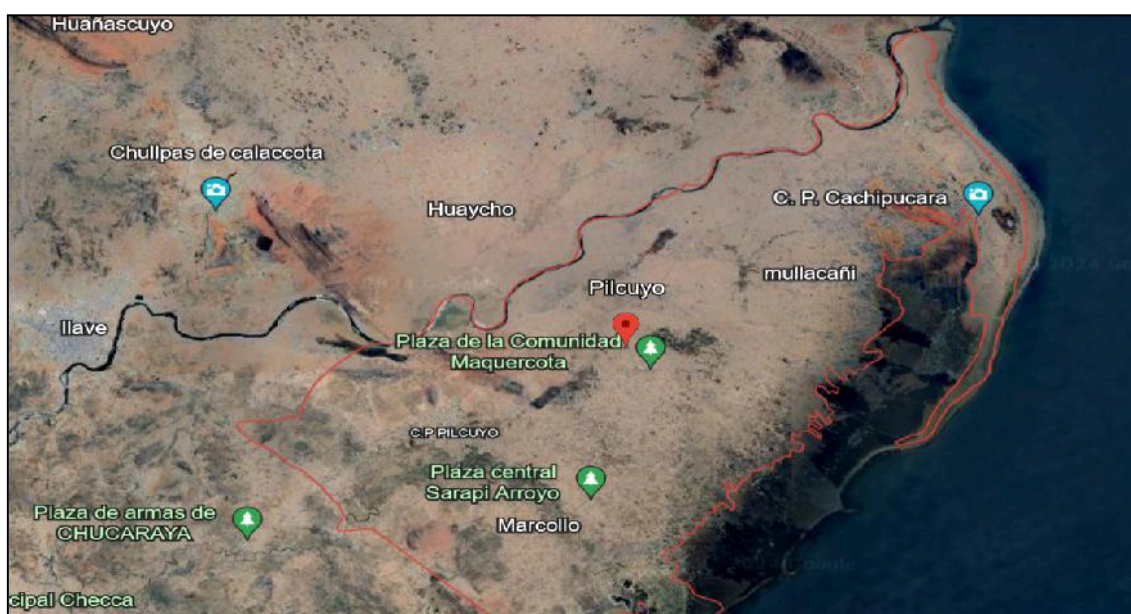 Huañascuyo
Chullpas de calaccota
C. P. Cachipucara
Huaycho
mullacañi
Pilcuyo
Ilave
Plaza de la Comunidad
Maquercota
C.P PILCUYO
Plaza central
Sarapi Arroyo
Plaza de armas de
CHUCARAYA
Marcollo
cipal Checca